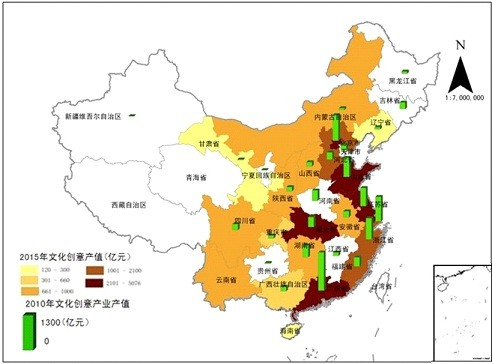 N
1:7,000,000
黑龙江省
吉林省
辽宁省
内蒙古自治区
新疆维吾尔自治区
甘肃省
天津市
宁夏回族自治区
山西省
青海省
陕西省
河南省
江苏省
西藏自治区
安徽省
四川省
重庆市
浙江省
湖南省
江西省
贵州省
福建省
云南省
台湾省
广西壮族自治区
海南省
2015年文化创意产值(亿元)
120 - 300
301 - 660
661 - 1000
1001 - 2100
2101 - 5026
2010年文化创意产业产值
1300(亿元)
0